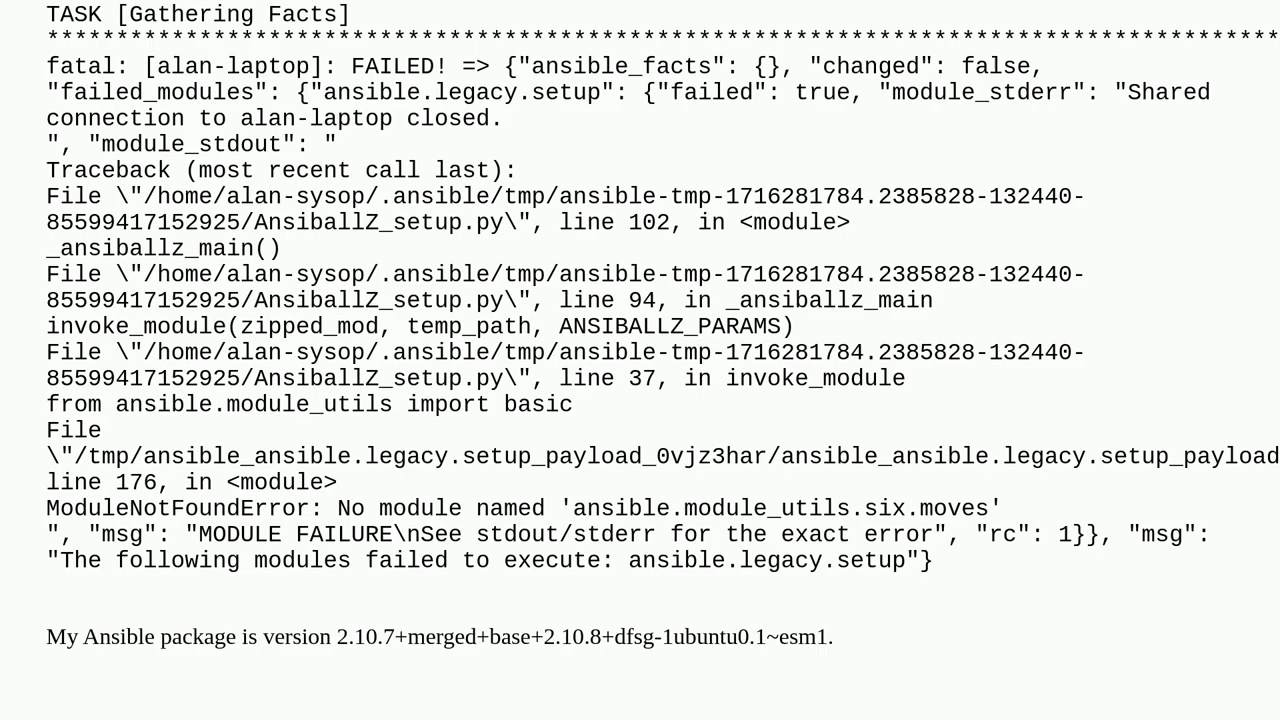 TASK [Gathering Facts]
*****************************************************************************************
fatal: [alan-laptop]: FAILED! => {"ansible_facts": {}, "changed": false,
"failed_modules": {"ansible.legacy.setup": {"failed": true, "module_stderr": "Shared
connection to alan-laptop closed.
", "module_stdout": "
Traceback (most recent call last):
File \"/home/alan-sysop/.ansible/tmp/ansible-tmp-1716281784.2385828-132440-
85599417152925/AnsiballZ_setup.py\", line 102, in <module>
_ansiballz_main()
File \"/home/alan-sysop/.ansible/tmp/ansible-tmp-1716281784.2385828-132440-
85599417152925/AnsiballZ_setup.py\", line 94, in _ansiballz_main
invoke_module(zipped_mod, temp_path, ANSIBALLZ_PARAMS)
File \"/home/alan-sysop/.ansible/tmp/ansible-tmp-1716281784.2385828-132440-
85599417152925/AnsiballZ_setup.py\", line 37, in invoke_module
from ansible.module_utils import basic
File
\"/tmp/ansible_ansible.legacy.setup_payload_0vjz3har/ansible_ansible.legacy.setup_payload
line 176, in <module>
ModuleNotFoundError: No module named 'ansible.module_utils.six.moves'
", "msg": "MODULE FAILURE\nSee stdout/stderr for the exact error", "rc": 1}}, "msg":
"The following modules failed to execute: ansible.legacy.setup"}
My Ansible package is version 2.10.7+merged+base+2.10.8+dfsg-1ubuntu0.1~esm1.